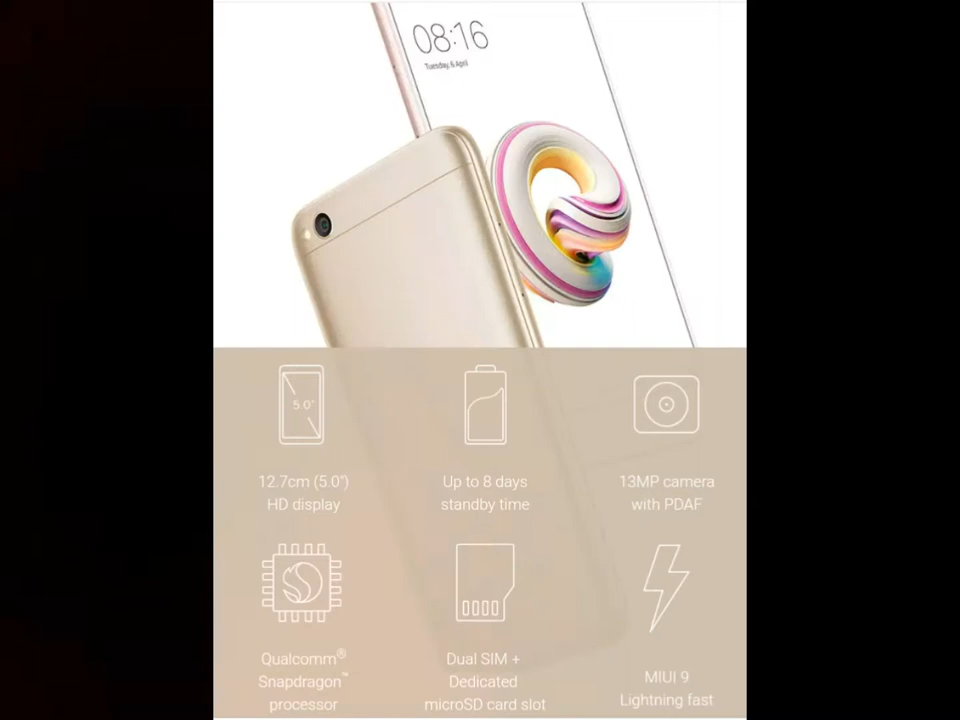 08:16
Tuesday, 6 April
5.0"
12.7cm (5.0")
HD display
Up to 8 days
standby time
13MP camera
with PDAF
Qualcomm®
Snapdragon™
processor
Dual SIM +
Dedicated
microSD card slot
MIUI 9
Lightning fast